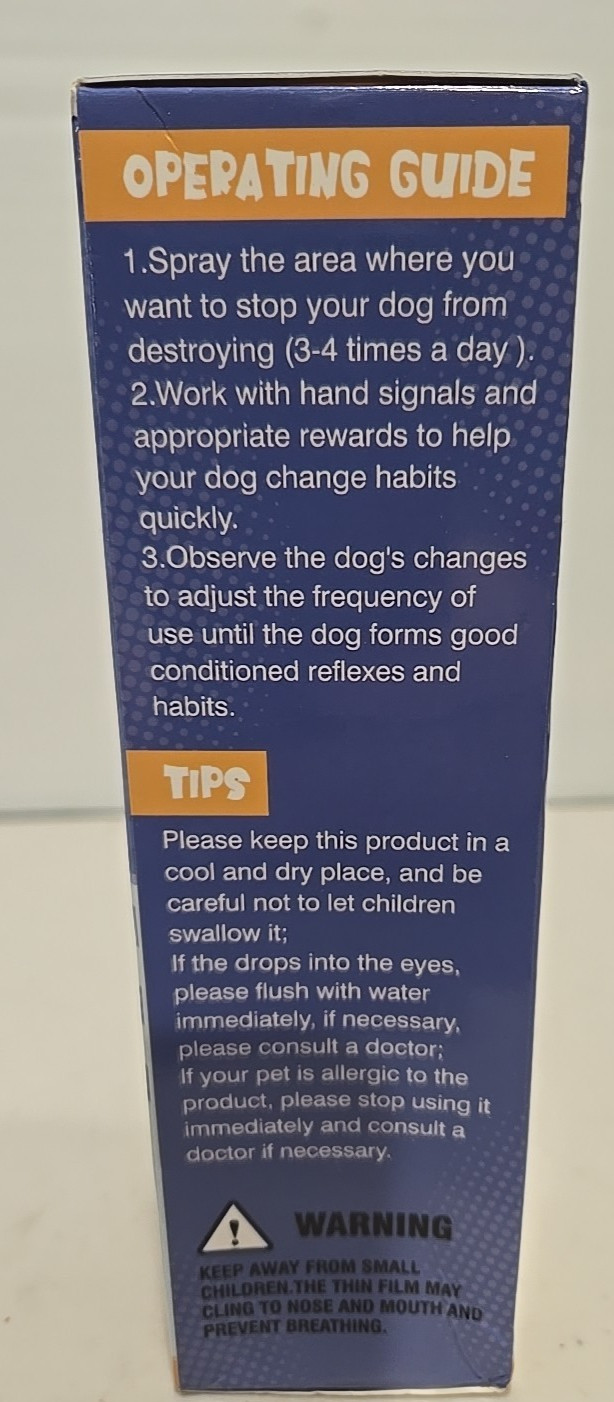 OPERATING GUIDE
1.Spray the area where you
want to stop your dog from
destroying (3-4 times a day ).
2.Work with hand signals and
appropriate rewards to help
your dog change habits
quickly.
3.Observe the dog's changes
to adjust the frequency of
use until the dog forms good
conditioned reflexes and
habits.
TIPS
Please keep this product in a
cool and dry place, and be
careful not to let children
swallow it;
If the drops into the eyes,
please flush with water
immediately, if necessary,
please consult a doctor;
If your pet is allergic to the
product, please stop using it
immediately and consult a
doctor if necessary.
WARNING
KEEP AWAY FROM SMALL
CHILDREN.THE THIN FILM MAY
CLING TO NOSE AND MOUTH AND
PREVENT BREATHING.